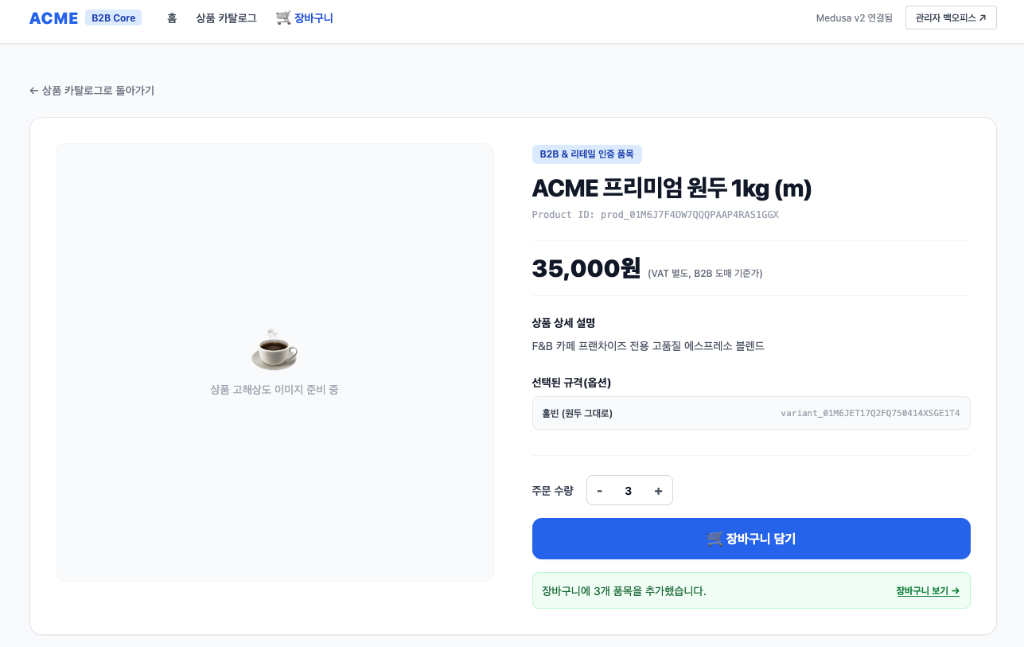 ACME B2B Core 홈 상품 카탈로그 장바구니 Medusa v2 연결됨 관리자 백오피스 ↗
← 상품 카탈로그로 돌아가기
B2B & 리테일 인증 품목
ACME 프리미엄 원두 1kg (m)
Product ID: prod_01M6J7F4DW7QQQPAAP4RAS1GGX
35,000원 (VAT 별도, B2B 도매 기준가)
상품 상세 설명
F&B 카페 프랜차이즈 전용 고품질 에스프레소 블렌드
선택된 규격(옵션)
홀빈 (원두 그대로) variant_01M6JET17Q2FQ750414XSGE1T4
상품 고해상도 이미지 준비 중
주문 수량 - 3 +
장바구니 담기
장바구니에 3개 품목을 추가했습니다. 장바구니 보기 →